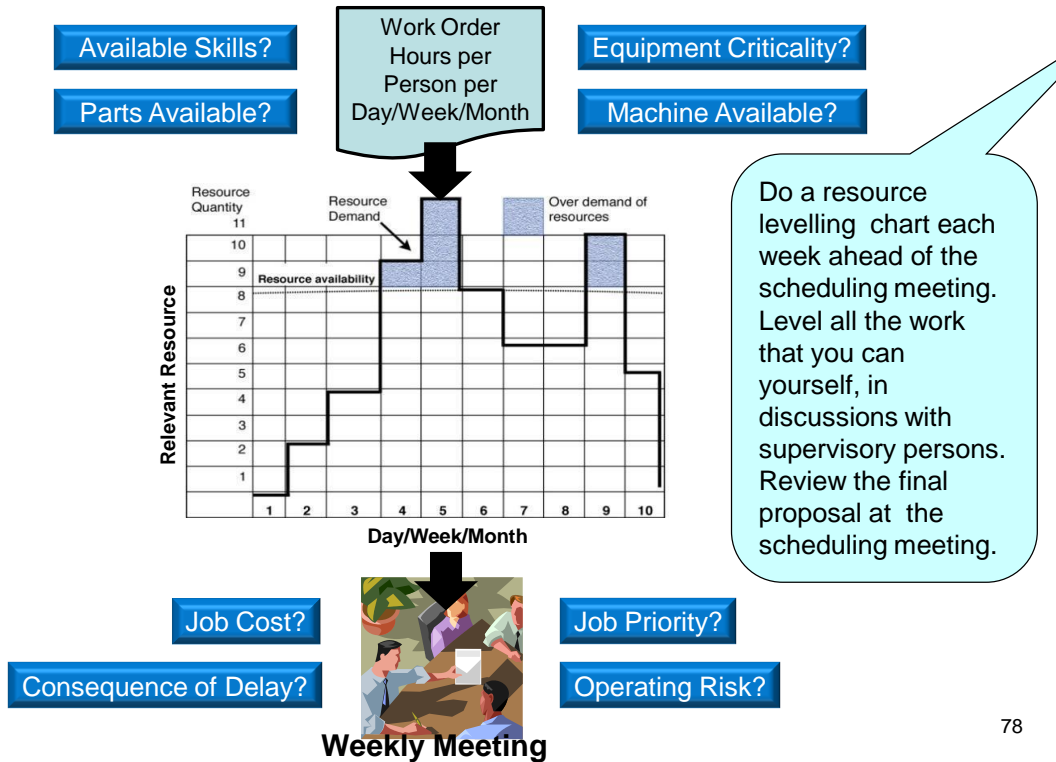 Available Skills?
Parts Available?
Work Order
Hours per
Person per
Day/Week/Month
Equipment Criticality?
Machine Available?
Do a resource
levelling chart each
week ahead of the
scheduling meeting.
Level all the work
that you can
yourself, in
discussions with
supervisory persons.
Review the final
proposal at the
scheduling meeting.
Resource
Quantity
Resource
Demand
Over demand of
resources
11
10
9
Resource availability
8
7
6
5
4
3
2
1
Relevant Resource
1 2 3 4 5 6 7 8 9 10
Day/Week/Month
Job Cost?
Consequence of Delay?
Job Priority?
Operating Risk?
Weekly Meeting
78